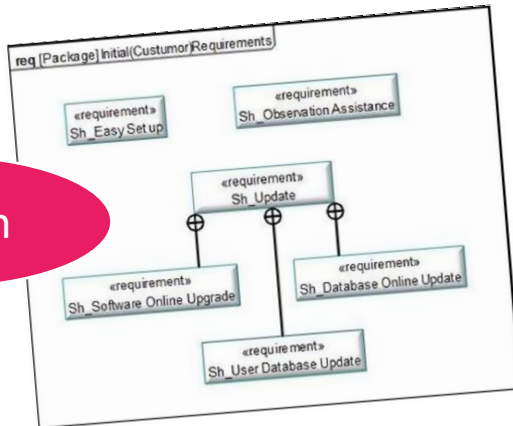 req [Package] Initial(Custumor)Requirements
«requirement»
Sh_Easy Set up
«requirement»
Sh_Observation Assistance
«requirement»
Sh_Update
n
«requirement»
Sh_Software Online Upgrade
«requirement»
Sh_Database Online Update
«requirement»
Sh_User Database Update